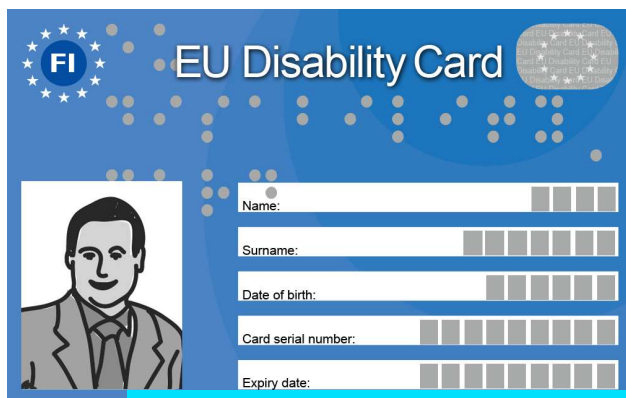 FI
EU Disability Card
Name:
Surname:
Date of birth:
Card serial number:
Expiry date: